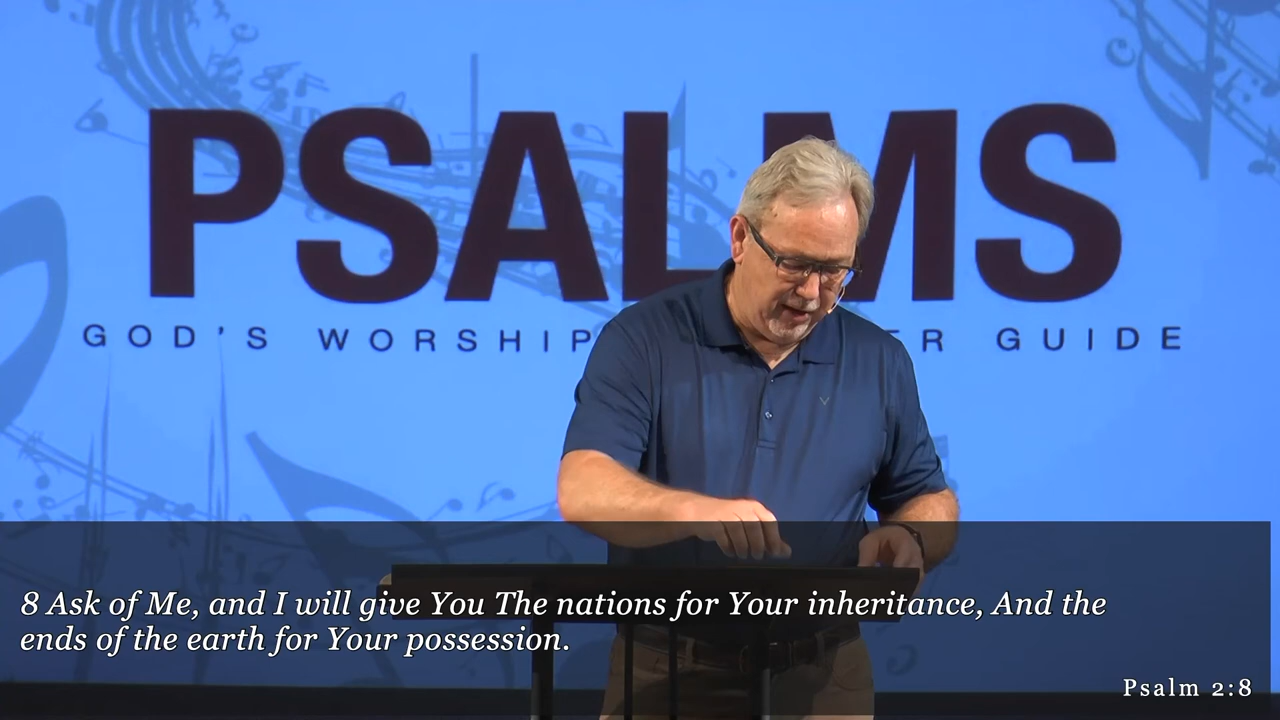 PSALMS
GOD'S WORSHIP ER GUIDE
8 Ask of Me, and I will give You The nations for Your inheritance, And the
ends of the earth for Your possession.
Psalm 2:8